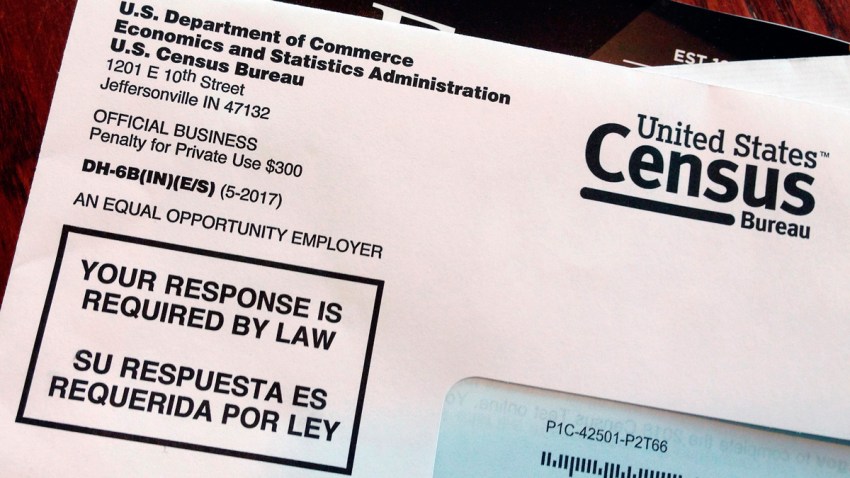 U.S. Department of Commerce
Economics and Statistics Administration
U.S. Census Bureau
1201 E 10th Street
Jeffersonville IN 47132
OFFICIAL BUSINESS
Penalty for Private Use $300
DH-6B(IN)(E/S) (5-2017)
AN EQUAL OPPORTUNITY EMPLOYER
YOUR RESPONSE IS
REQUIRED BY LAW
SU RESPUESTA ES
REQUERIDA POR LEY
EST
United States™
Census
Bureau
P1C-42501-P2T66